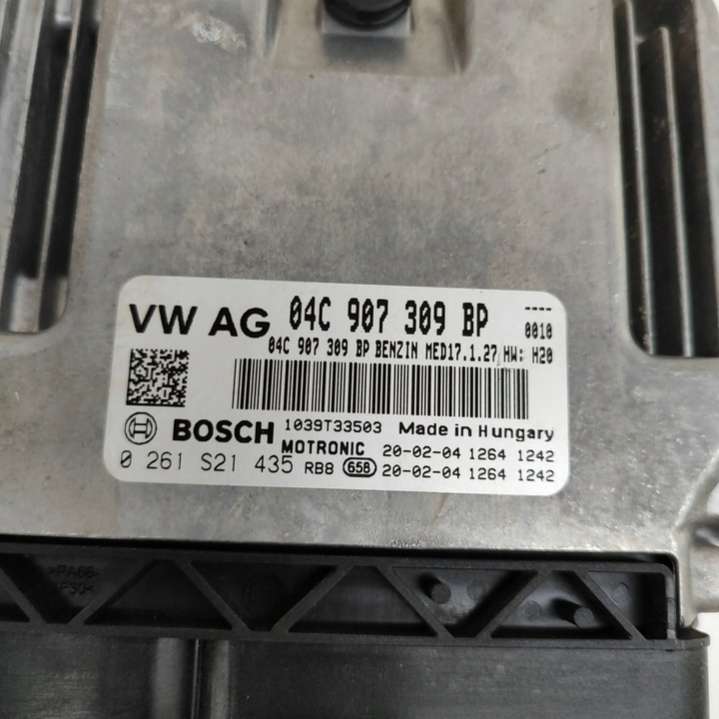 VW AG 04C 907 309 BP ----
0010
04C 907 309 BP BENZIN MED17.1.27 HW: H20
BOSCH 1039T33503 Made in Hungary
MOTRONIC 20-02-04 1264 1242
0 261 S21 435 RB8 658 20-02-04 1264 1242
>PA66-